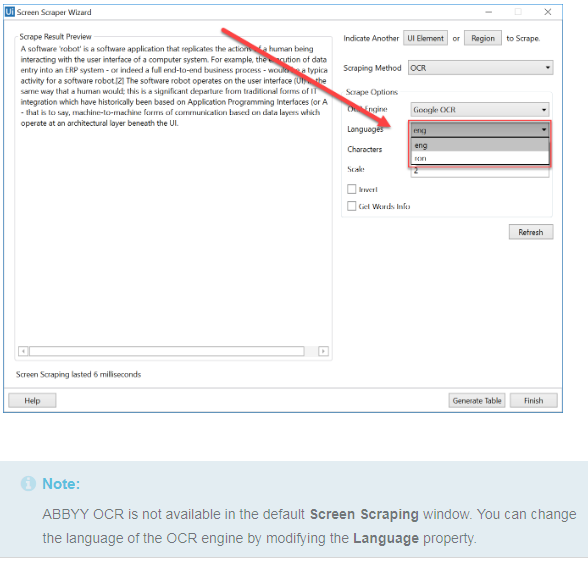 Ui Screen Scraper Wizard
Scrape Result Preview
A software 'robot' is a software application that replicates the actions of a human being
interacting with the user interface of a computer system. For example, the execution of data
entry into an ERP system - or indeed a full end-to-end business process - would be a typica
activity for a software robot.[2] The software robot operates on the user interface (UI) in the
same way that a human would; this is a significant departure from traditional forms of IT
integration which have historically been based on Application Programming Interfaces (or A
- that is to say, machine-to-machine forms of communication based on data layers which
operate at an architectural layer beneath the UI.
Indicate Another UI Element or Region to Scrape.
Scraping Method OCR
Scrape Options
OCR Engine Google OCR
Languages eng
eng
ron
Characters
Scale 2
Invert
Get Words Info
Refresh
Screen Scraping lasted 6 milliseconds
Help
Generate Table Finish
Note:
ABBYY OCR is not available in the default Screen Scraping window. You can change
the language of the OCR engine by modifying the Language property.